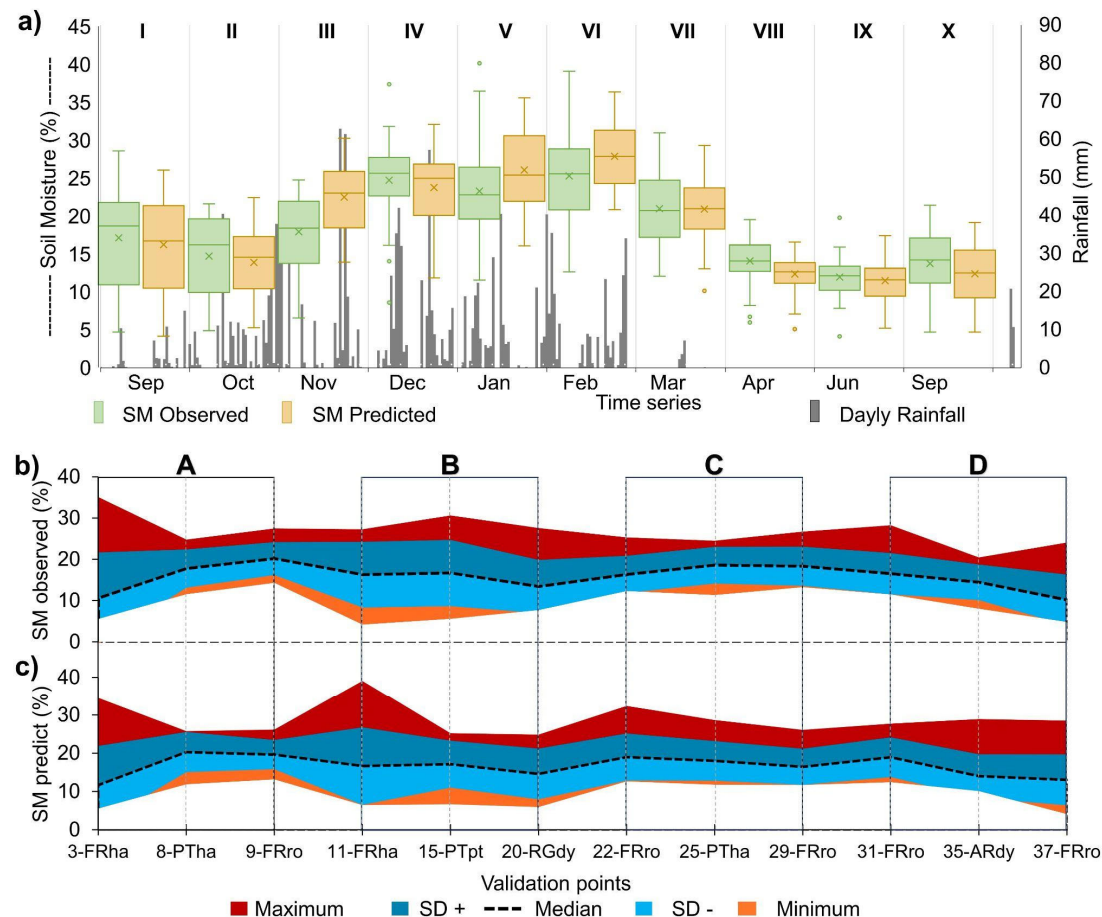 a)
I II III IV V VI VII VIII IX X
45
40
35
30
25
20
15
10
5
0
-------- Soil Moisture (%) --------
90
80
70
60
50
40
30
20
10
0
Rainfall (mm)
Sep Oct Nov Dec Jan Feb Mar Apr Jun Sep
Time series
SM Observed SM Predicted Dayly Rainfall
b)
A B C D
40
30
20
10
0
SM observed (%)
c)
40
30
20
10
0
SM predict (%)
3-FRha 8-PTha 9-FRro 11-FRha 15-PTpt 20-RGdy 22-FRro 25-PTha 29-FRro 31-FRro 35-ARdy 37-FRro
Validation points
Maximum SD + Median SD - Minimum